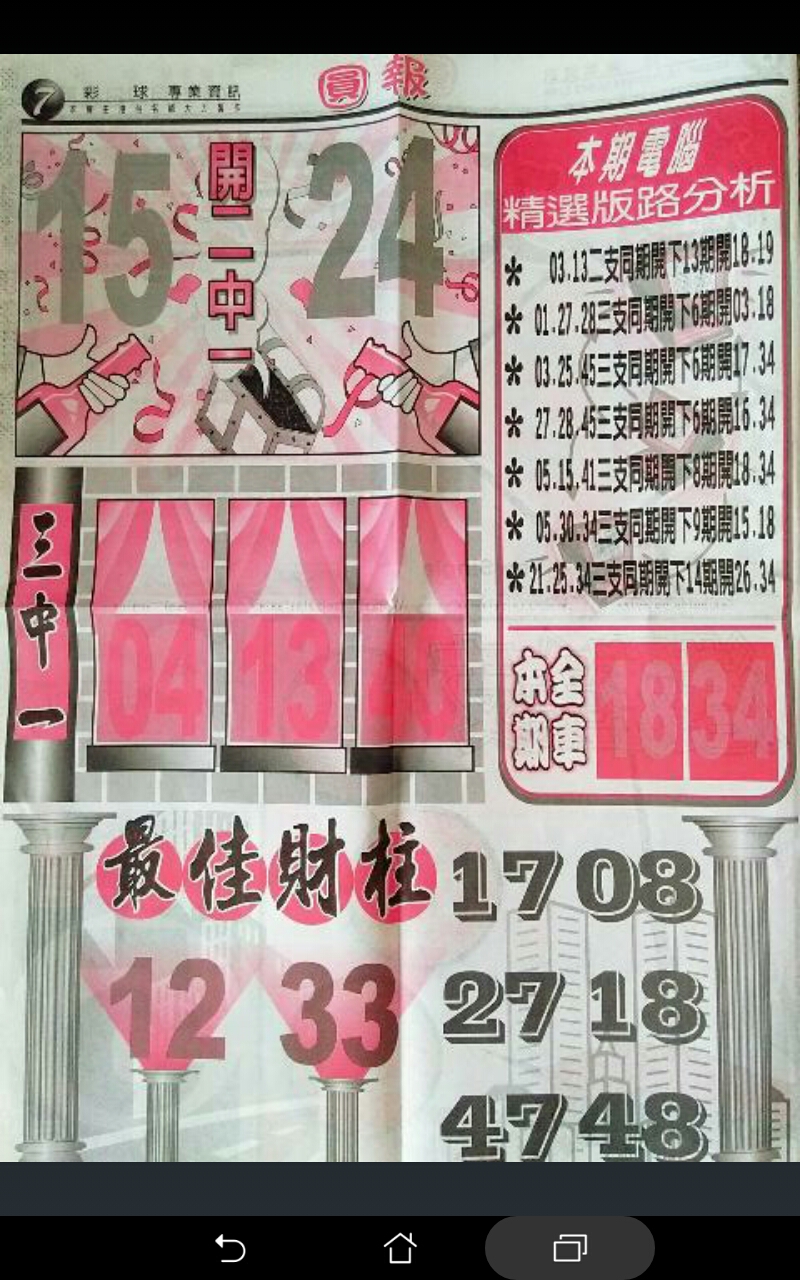 員報
7 彩球專業資訊
15 開二中一 24
本期電腦
精選版路分析
* 03.13二支同期開下13期開18.19
* 01.27.28三支同期開下6期開03.18
* 03.25.45三支同期開下6期開17.34
* 27.28.45三支同期開下6期開16.34
* 05.15.41三支同期開下8期開18.34
* 05.30.34三支同期開下9期開15.18
* 21.25.34三支同期開下14期開26.34
本期全車 18 34
三中一
04 13
最佳財柱
12 33
17 08
27 18
47 48